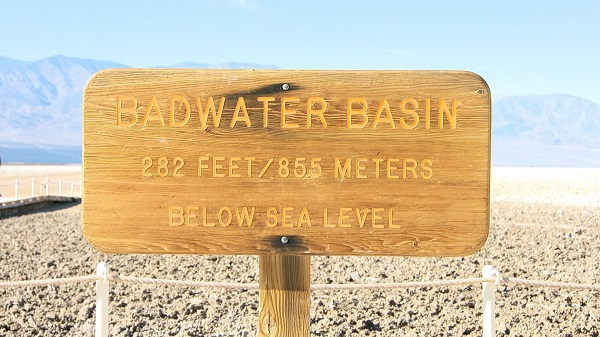 BADWATER BASIN
282 FEET/855 METERS
BELOW SEA LEVEL